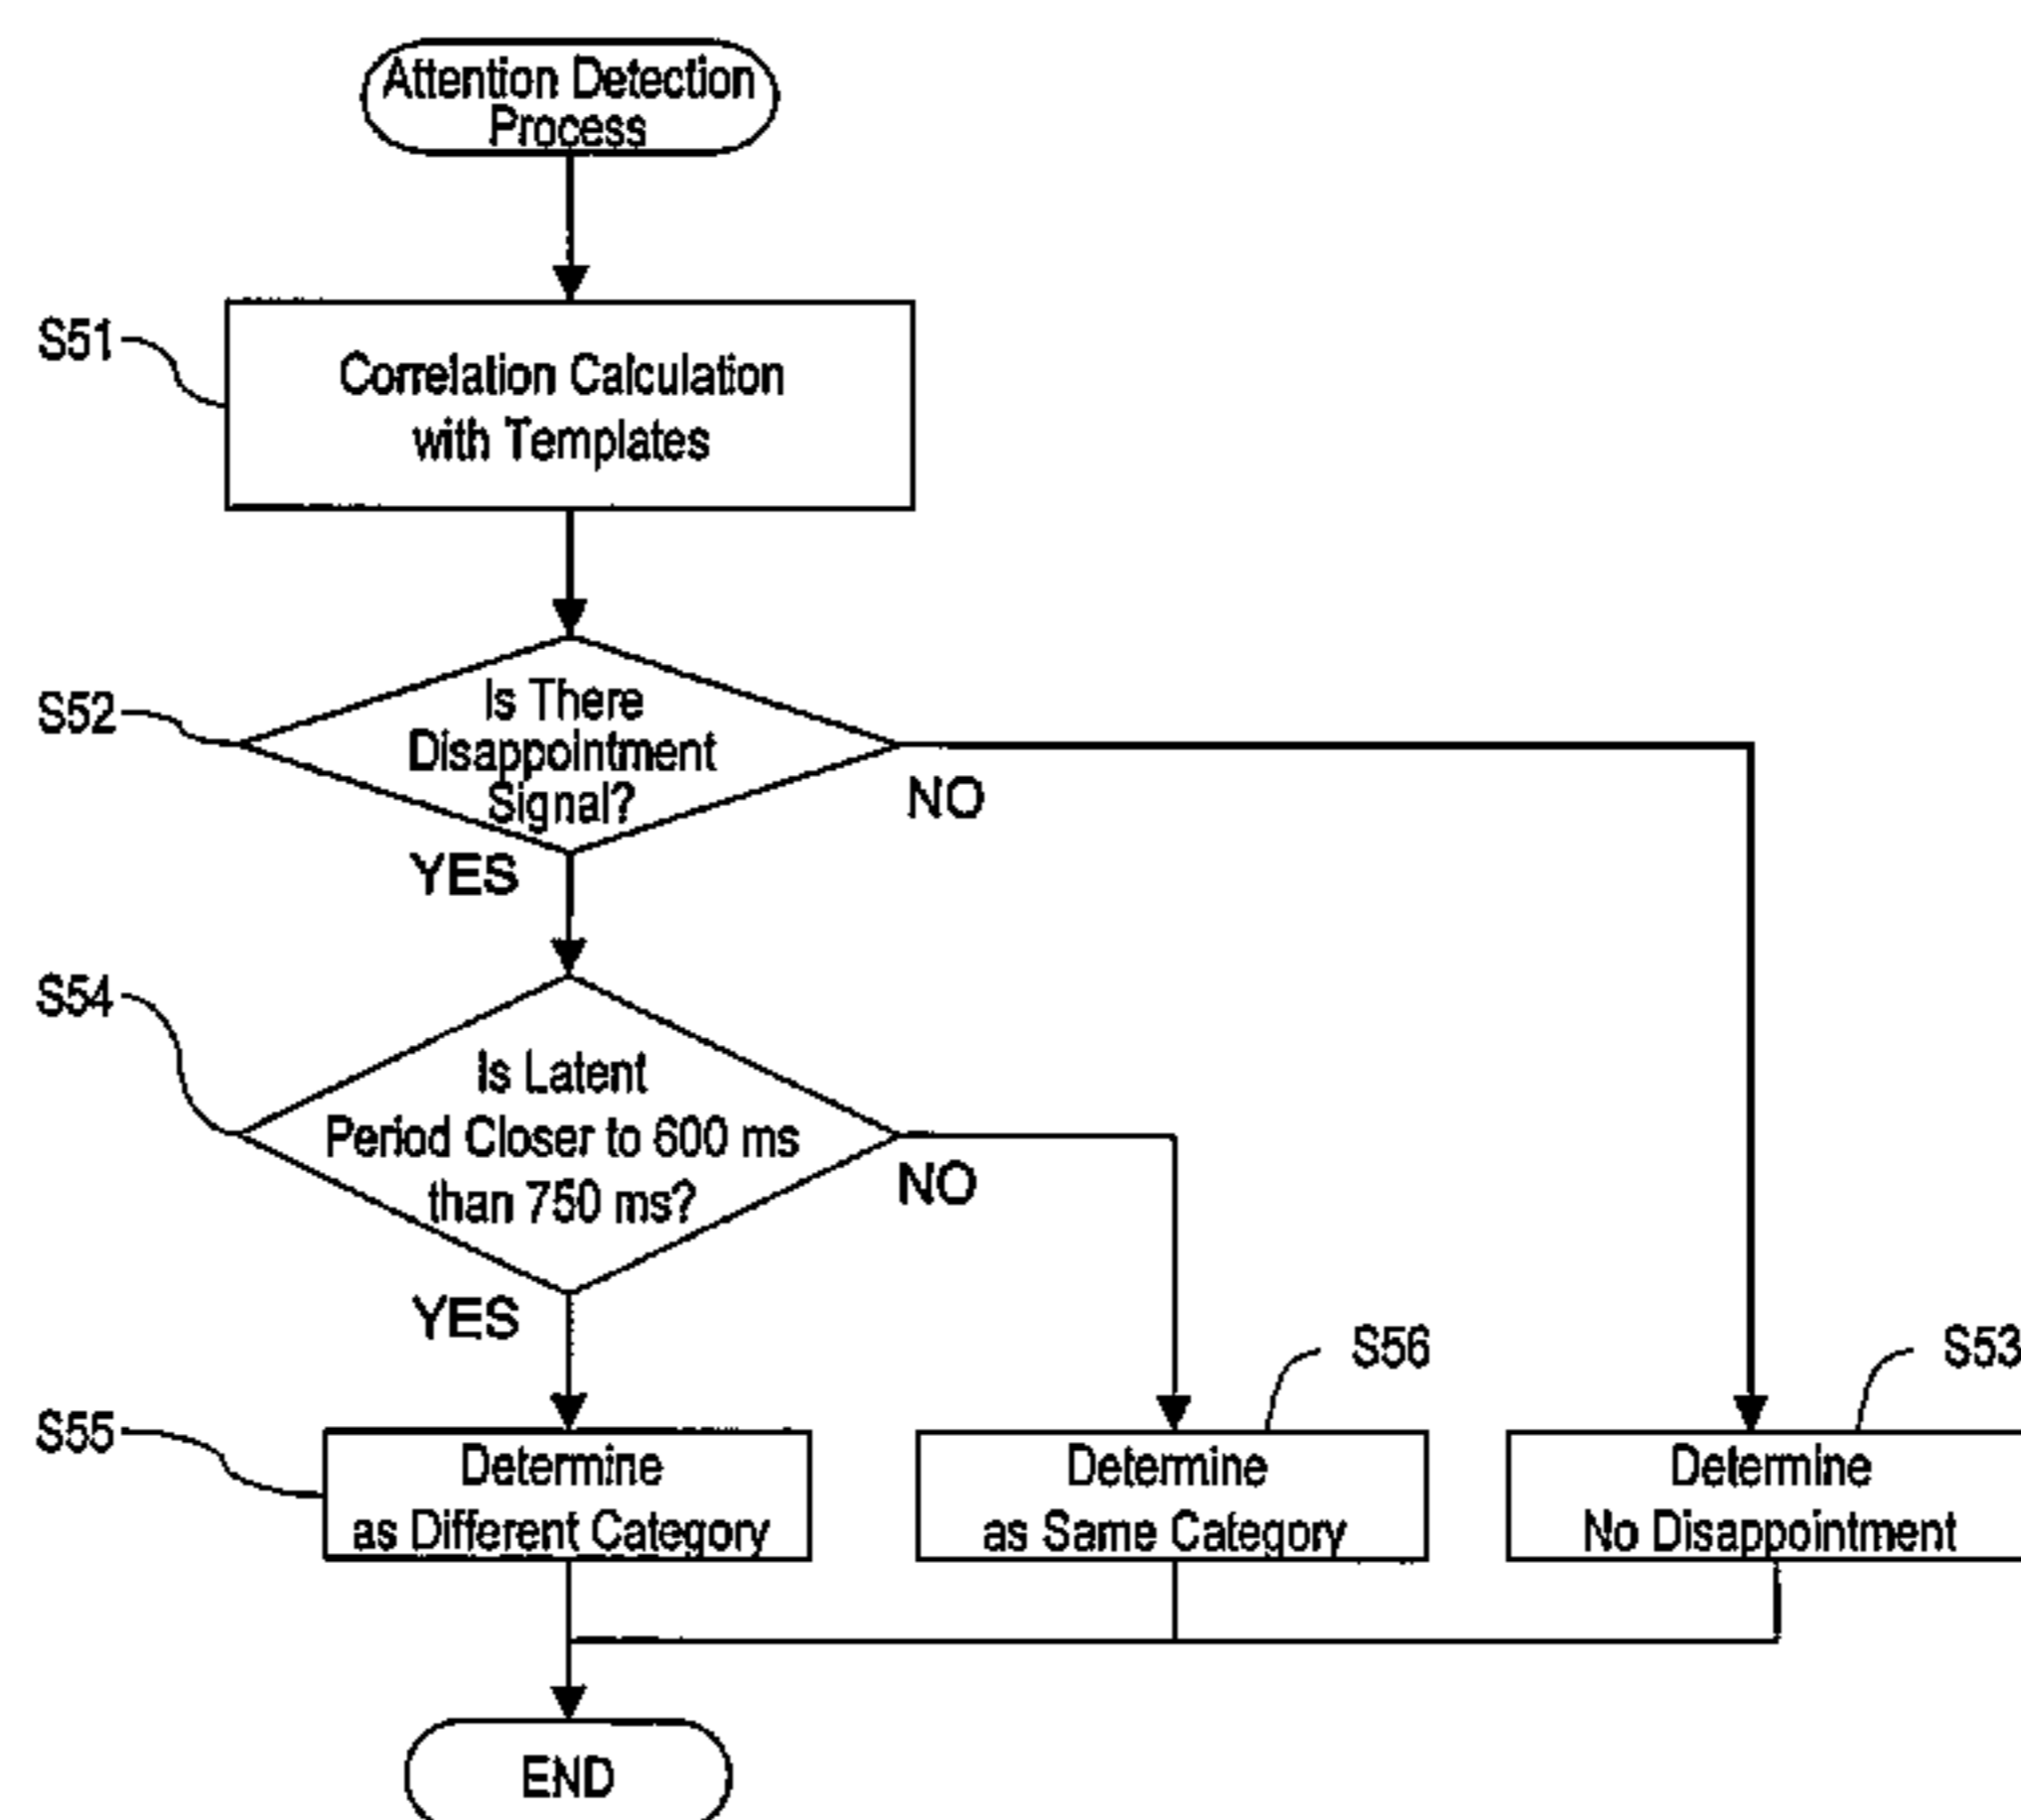 Attention Detection
Process
S51
Correlation Calculation
with Templates
S52
Is There
Disappointment
Signal?
NO
YES
S54
Is Latent
Period Closer to 600 ms
than 750 ms?
NO
YES
S56
S53
S55
Determine
as Different Category
Determine
as Same Category
Determine
No Disappointment
END